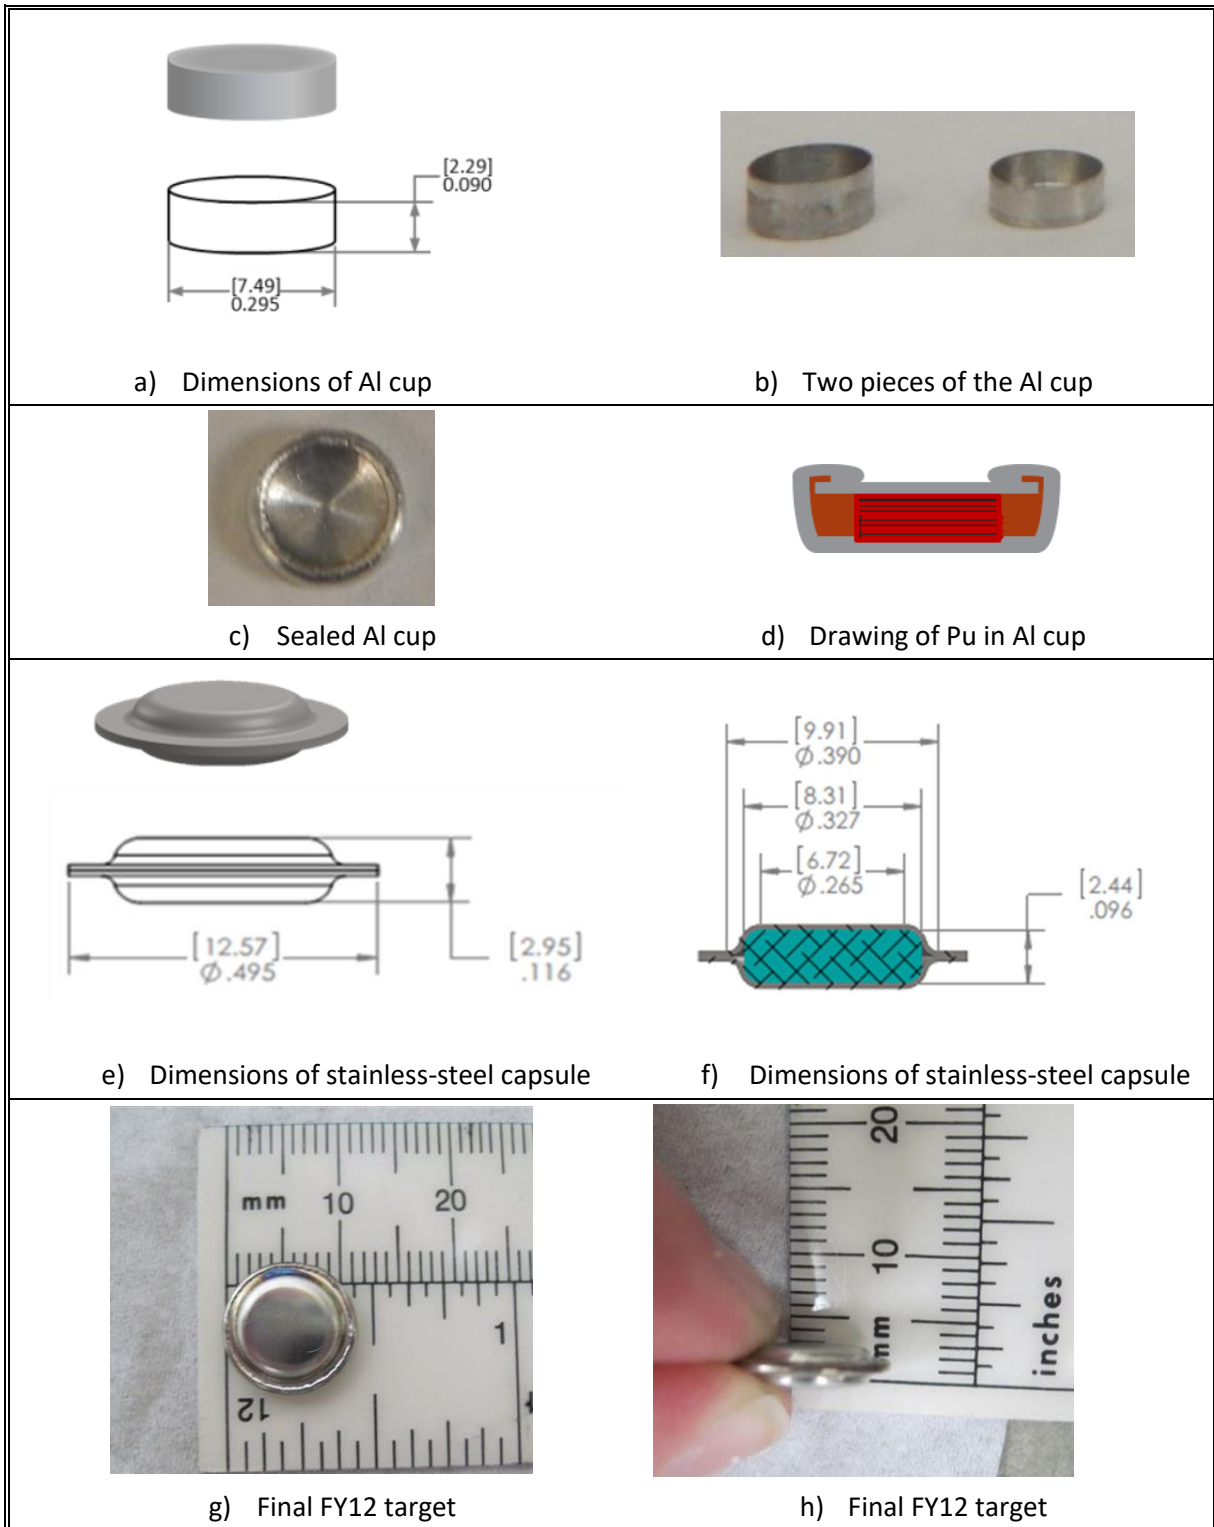 [2.29]
0.090
[7.49]
0.295
a) Dimensions of Al cup
b) Two pieces of the Al cup
c) Sealed Al cup
d) Drawing of Pu in Al cup
[12.57]
Ø.495
[2.95]
.116
e) Dimensions of stainless-steel capsule
[9.91]
Ø.390
[8.31]
Ø.327
[6.72]
Ø.265
[2.44]
.096
f) Dimensions of stainless-steel capsule
mm 10 20
1
12
g) Final FY12 target
20
10
mm
inches
h) Final FY12 target